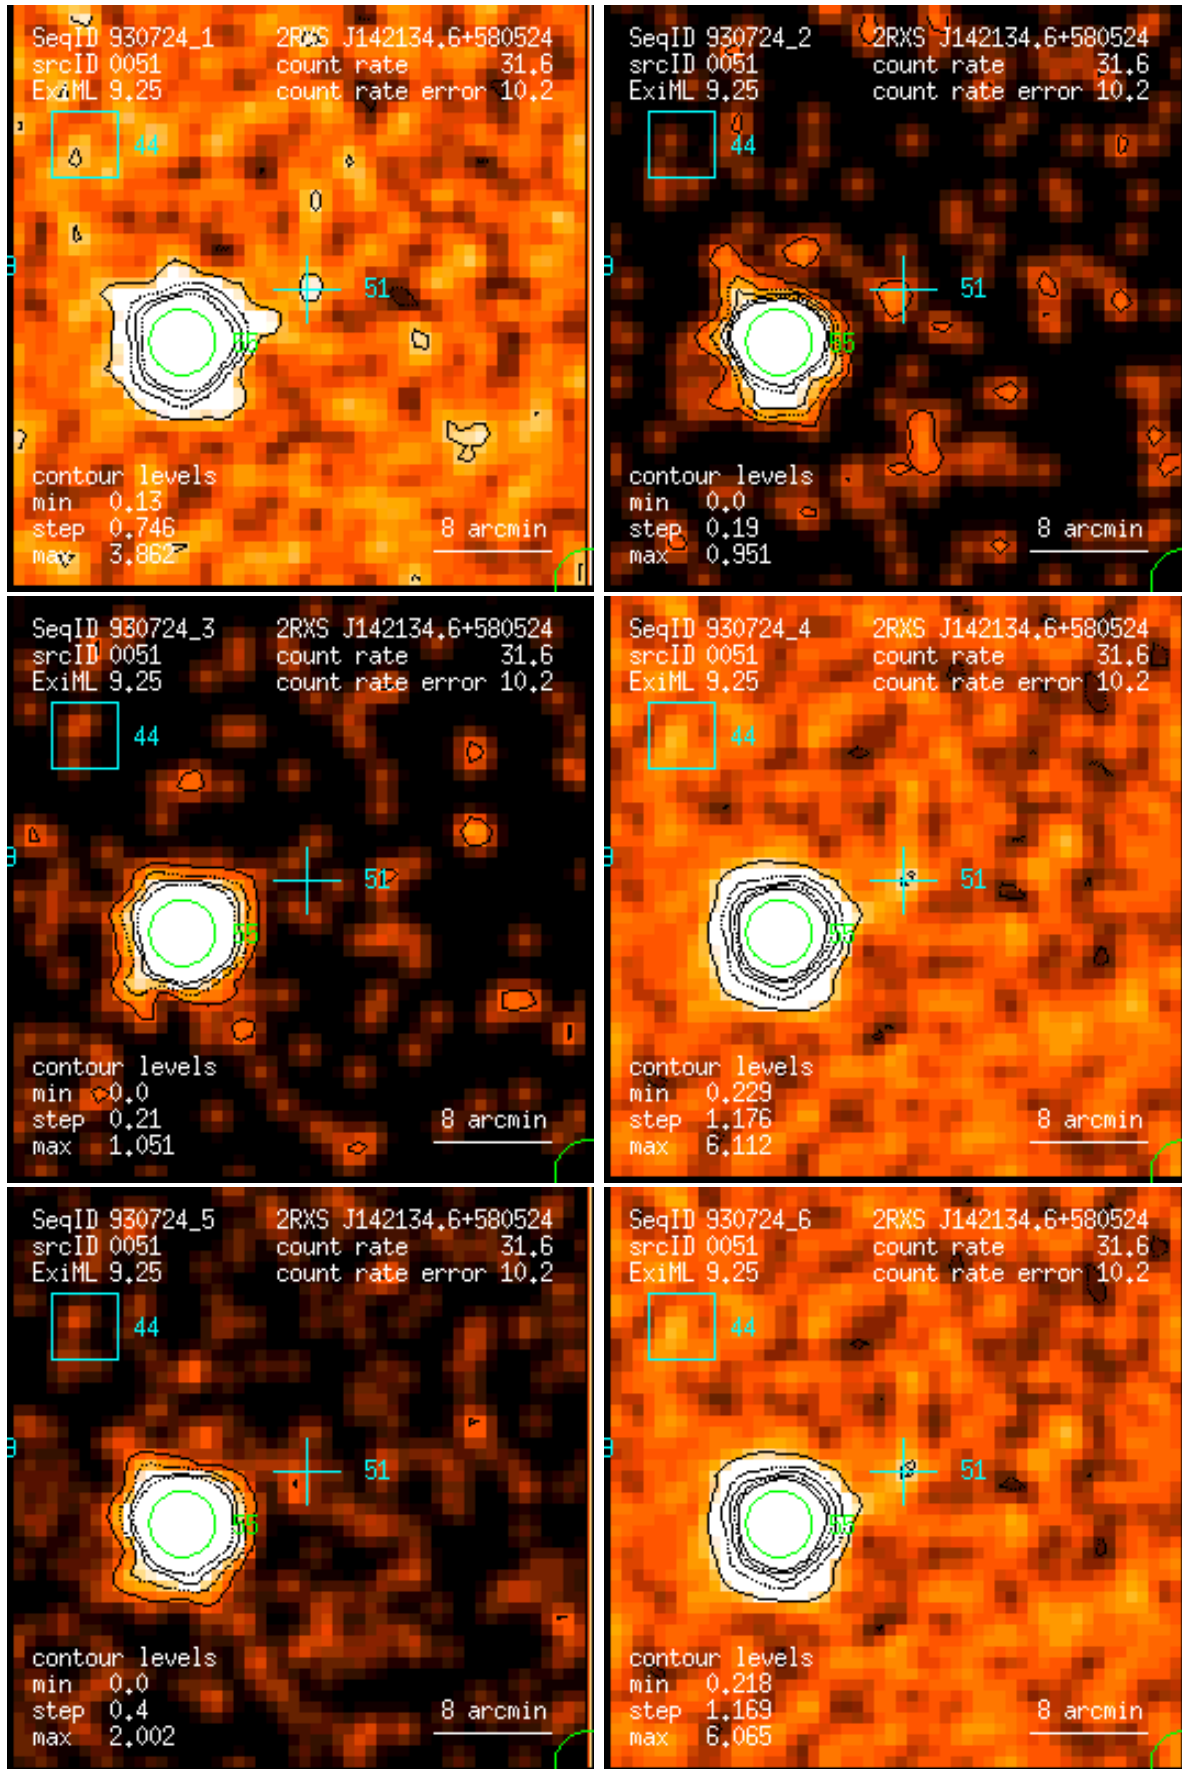 SeqID 930724_1 2RXS J142134.6+580524
srcID 0051 count rate 31.6
ExiML 9.25 count rate error 10.2
44
9
51
55
contour levels
min 0.13
step 0.746 8 arcmin
max 3.862
SeqID 930724_2 2RXS J142134.6+580524
srcID 0051 count rate 31.6
ExiML 9.25 count rate error 10.2
44
9
51
55
contour levels
min 0.0
step 0.19 8 arcmin
max 0.951
SeqID 930724_3 2RXS J142134.6+580524
srcID 0051 count rate 31.6
ExiML 9.25 count rate error 10.2
44
9
51
55
contour levels
min 0.0
step 0.21 8 arcmin
max 1.051
SeqID 930724_4 2RXS J142134.6+580524
srcID 0051 count rate 31.6
ExiML 9.25 count rate error 10.2
44
9
51
55
contour levels
min 0.229
step 1.176 8 arcmin
max 6.112
SeqID 930724_5 2RXS J142134.6+580524
srcID 0051 count rate 31.6
ExiML 9.25 count rate error 10.2
44
9
51
55
contour levels
min 0.0
step 0.4 8 arcmin
max 2.002
SeqID 930724_6 2RXS J142134.6+580524
srcID 0051 count rate 31.6
ExiML 9.25 count rate error 10.2
44
9
51
55
contour levels
min 0.218
step 1.169 8 arcmin
max 6.065